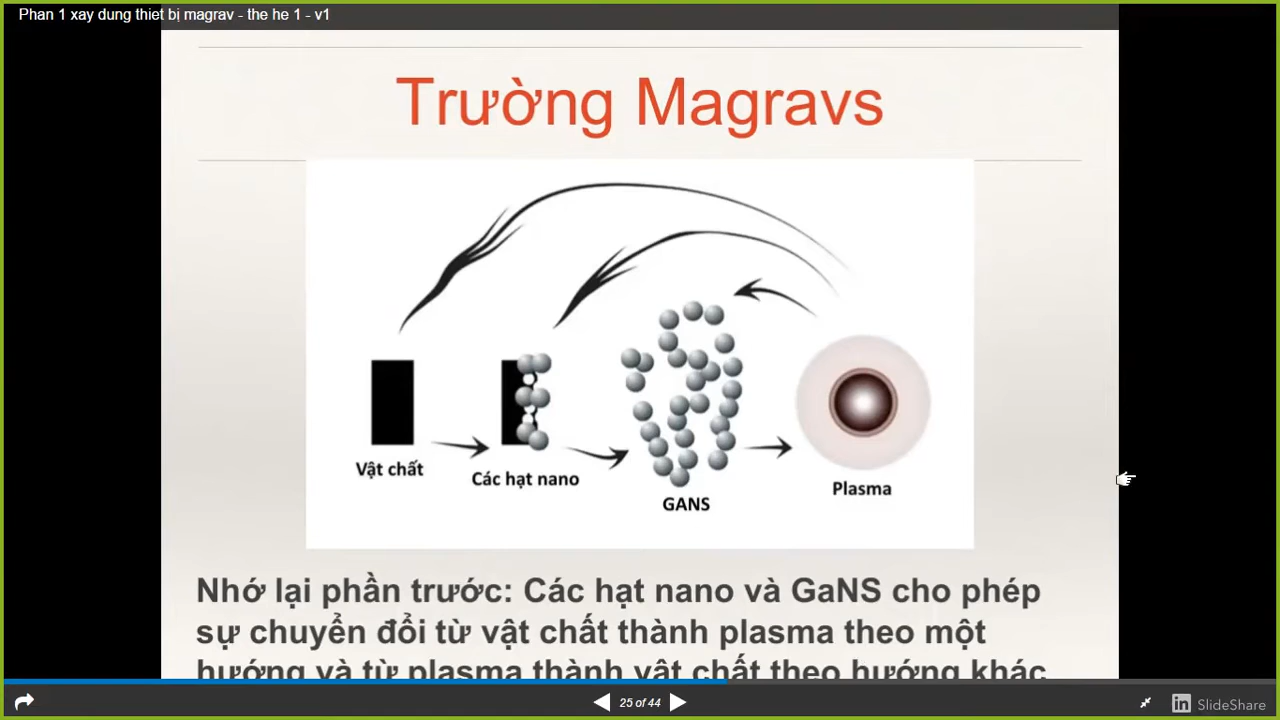 Phan 1 xay dung thiet bị magrav - the he 1 - v1
Trường Magravs
Vật chất
Các hạt nano
GANS
Plasma
Nhớ lại phần trước: Các hạt nano và GaNS cho phép
sự chuyển đổi từ vật chất thành plasma theo một
hướng và từ plasma thành vật chất theo hướng khác
25 of 44
in SlideShare